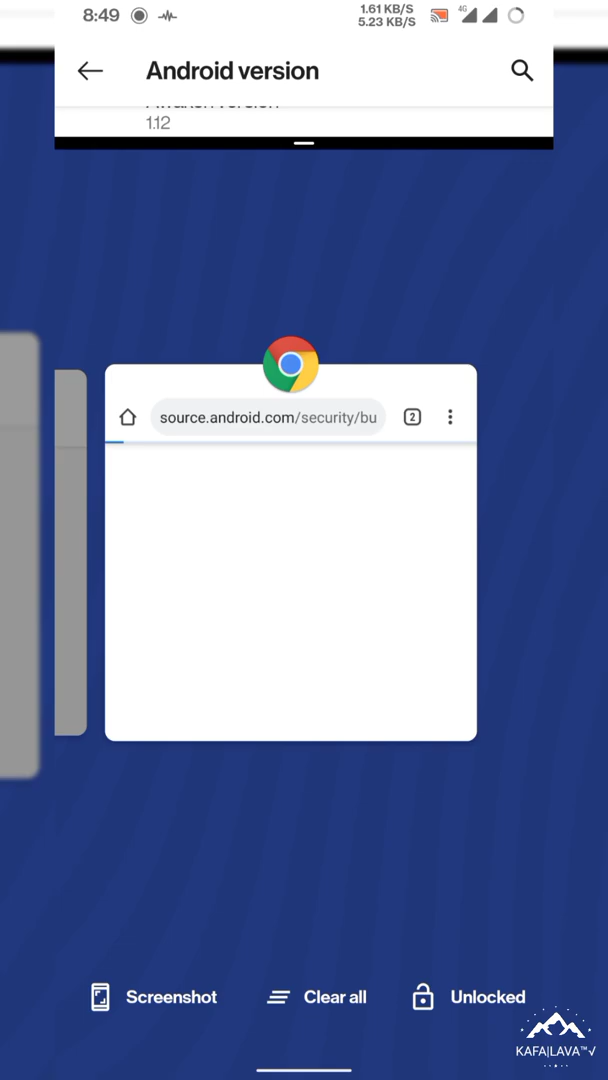 8:49
1.61 KB/S
5.23 KB/S
4G
Android version
1.12
source.android.com/security/bu
2
Screenshot
Clear all
Unlocked
KAFA|LAVA™√